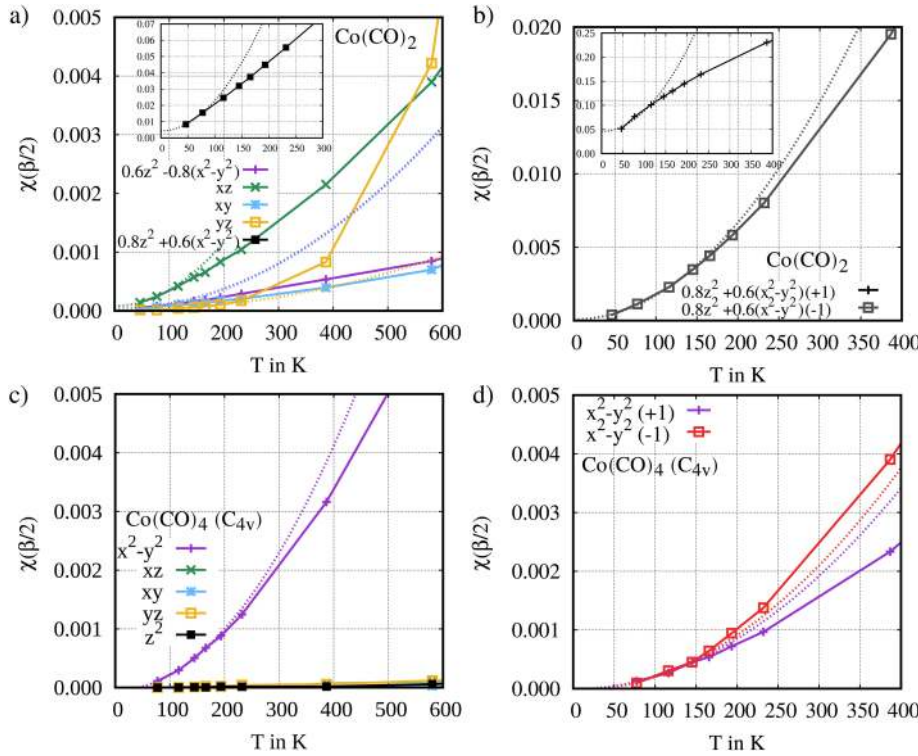 a)
0.005
0.004
0.003
0.002
0.001
0.000
χ(β/2)
0.07
0.06
0.05
0.04
0.03
0.02
0.01
0.00
0 50 100 150 200 250 300
Co(CO)2
0.6z² -0.8(x²-y²)
xz
xy
yz
0.8z² +0.6(x²-y²)
0 100 200 300 400 500 600
T in K
b)
0.020
0.015
0.010
0.005
0.000
χ(β/2)
0.25
0.20
0.15
0.10
0.05
0.00
0 50 100 150 200 250 300 350 400
Co(CO)2
0.8z² +0.6(x²-y²)(+1)
0.8z² +0.6(x²-y²)(-1)
0 50 100 150 200 250 300 350 400
T in K
c)
0.005
0.004
0.003
0.002
0.001
0.000
χ(β/2)
Co(CO)4 (C4v)
x²-y²
xz
xy
yz
z²
0 100 200 300 400 500 600
T in K
d)
0.005
0.004
0.003
0.002
0.001
0.000
χ(β/2)
x²-y² (+1)
x²-y² (-1)
Co(CO)4 (C4v)
0 50 100 150 200 250 300 350 400
T in K